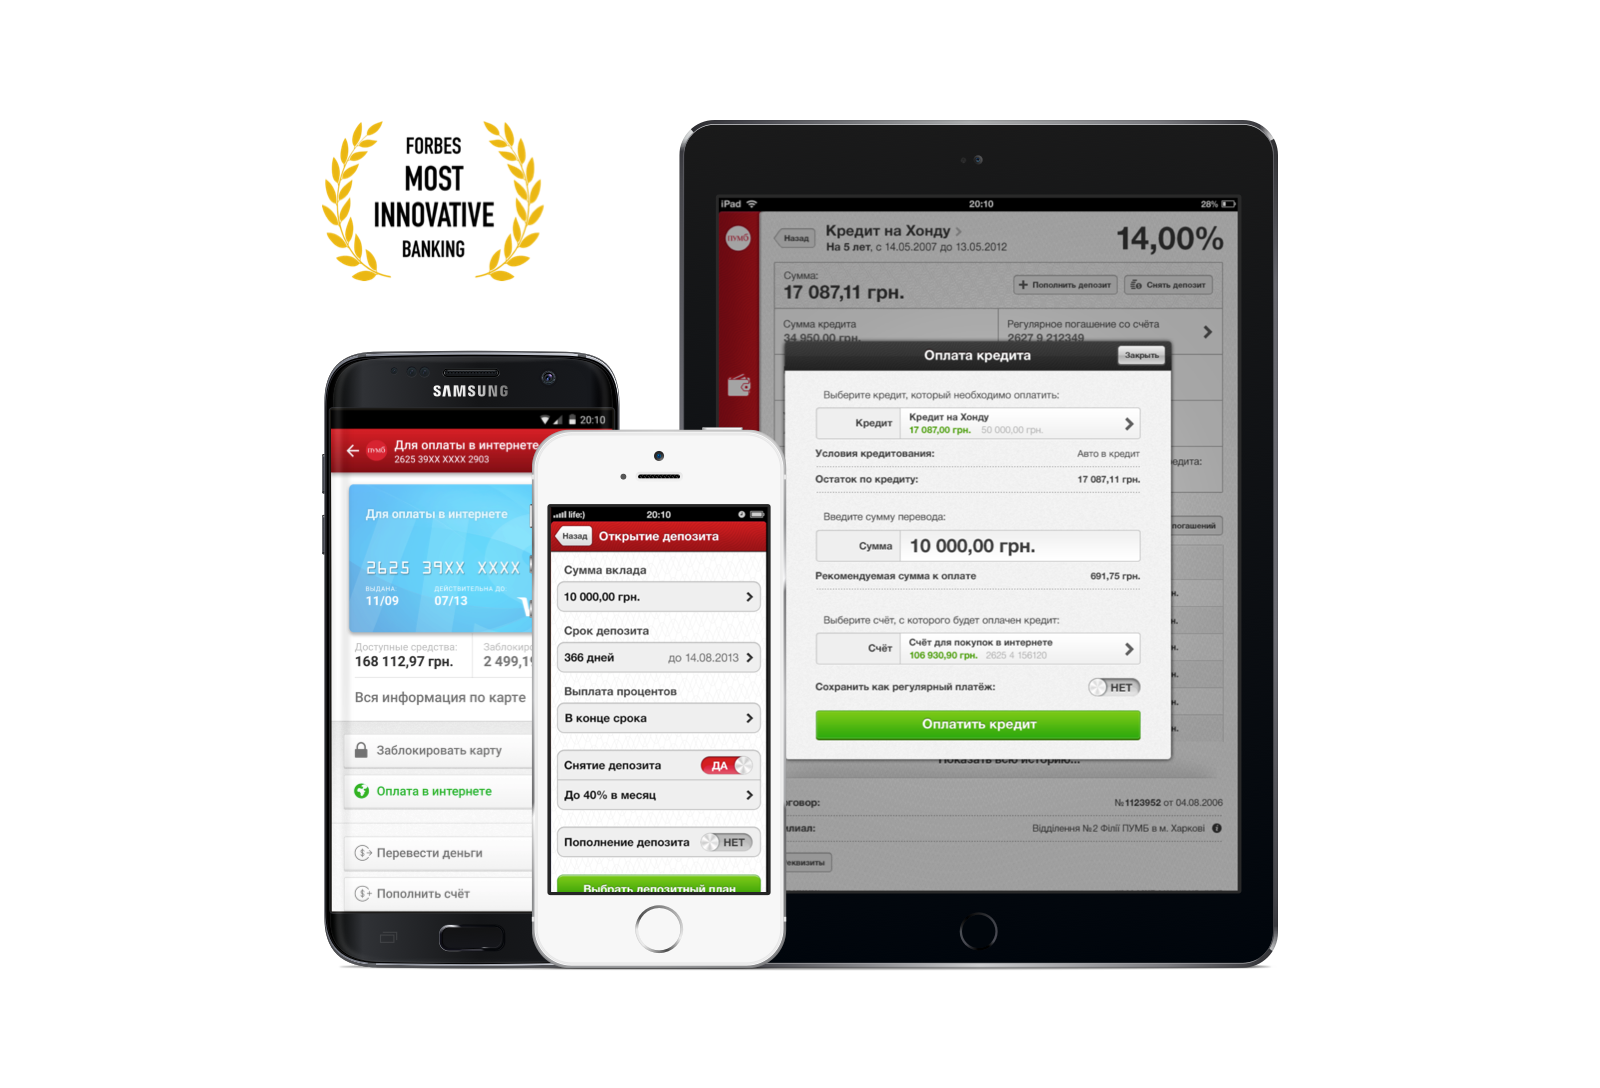 FORBES
MOST
INNOVATIVE
BANKING
SAMSUNG
20:10
ПУМБ
Для оплаты в интернете
2625 39XX XXXX 2903
Для оплаты в интернете
2625 39XX XXXX
ВЫДАНА
ДЕЙСТВИТЕЛЬНА ДО
11/09
07/13
Доступные средства:
168 112,97 грн.
2 499,1
Вся информация по карте
Заблокировать карту
Оплата в интернете
Перевести деньги
Пополнить счёт
life:)
20:10
Назад
Открытие депозита
Сумма вклада
10 000,00 грн.
Срок депозита
366 дней
до 14.08.2013
Выплата процентов
В конце срока
Снятие депозита
ДА
До 40% в месяц
Пополнение депозита
НЕТ
Выбрать депозитный план
iPad
20:10
28%
ПУМБ
Назад
Кредит на Хонду
На 5 лет, с 14.05.2007 до 13.05.2012
14,00%
Сумма:
17 087,11 грн.
Пополнить депозит
Снять депозит
Сумма кредита
34 950,00 грн.
Регулярное погашение со счёта
2627 9 212349
Оплата кредита
Закрыть
Выберите кредит, который необходимо оплатить:
Кредит
Кредит на Хонду
17 087,00 грн.
50 000,00 грн.
Условия кредитования:
Авто в кредит
Остаток по кредиту:
17 087,11 грн.
Введите сумму перевода:
Сумма
10 000,00 грн.
Рекомендуемая сумма к оплате
691,75 грн.
Выберите счёт, с которого будет оплачен кредит:
Счёт
Счёт для покупок в интернете
106 930,90 грн.
2625 4 156120
Сохранить как регулярный платёж:
НЕТ
Оплатить кредит
Показать всю историю...
№1123952 от 04.08.2006
Відділення №2 Філії ПУМБ в м. Харкові